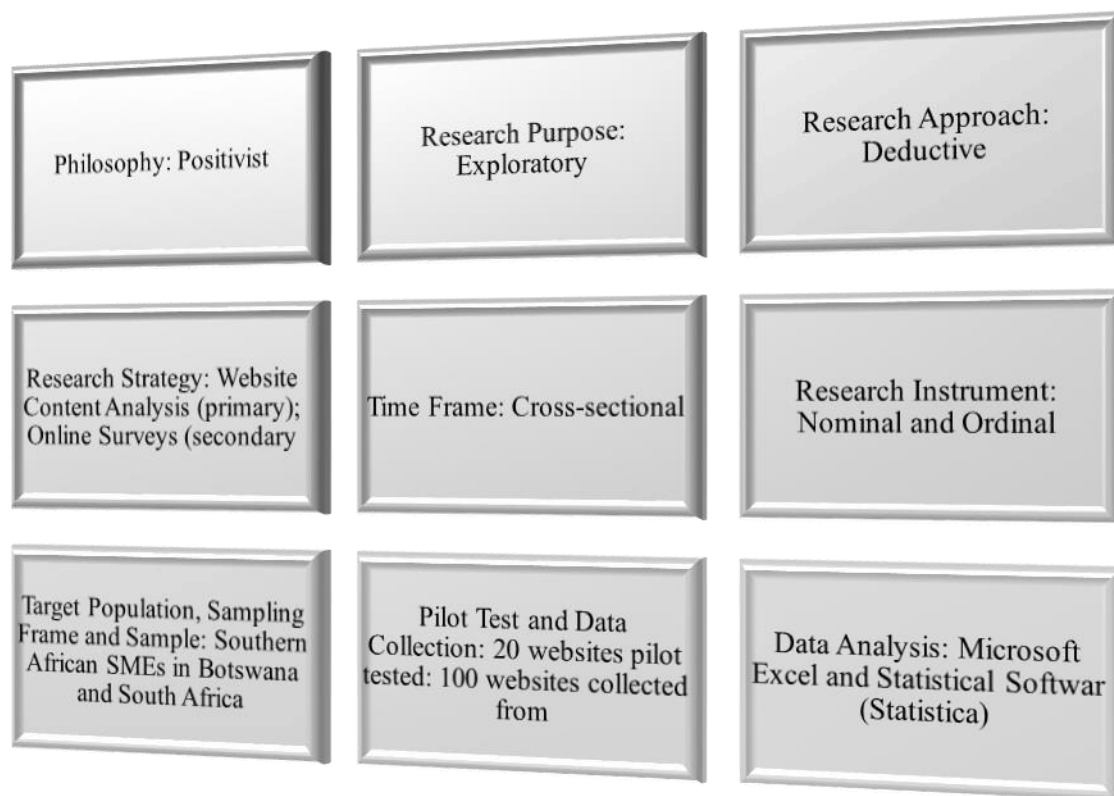 Philosophy: Positivist
Research Purpose:
Exploratory
Research Approach:
Deductive
Research Strategy: Website
Content Analysis (primary);
Online Surveys (secondary
Time Frame: Cross-sectional
Research Instrument:
Nominal and Ordinal
Target Population, Sampling
Frame and Sample: Southern
African SMEs in Botswana
and South Africa
Pilot Test and Data
Collection: 20 websites pilot
tested: 100 websites collected
from
Data Analysis: Microsoft
Excel and Statistical Softwar
(Statistica)